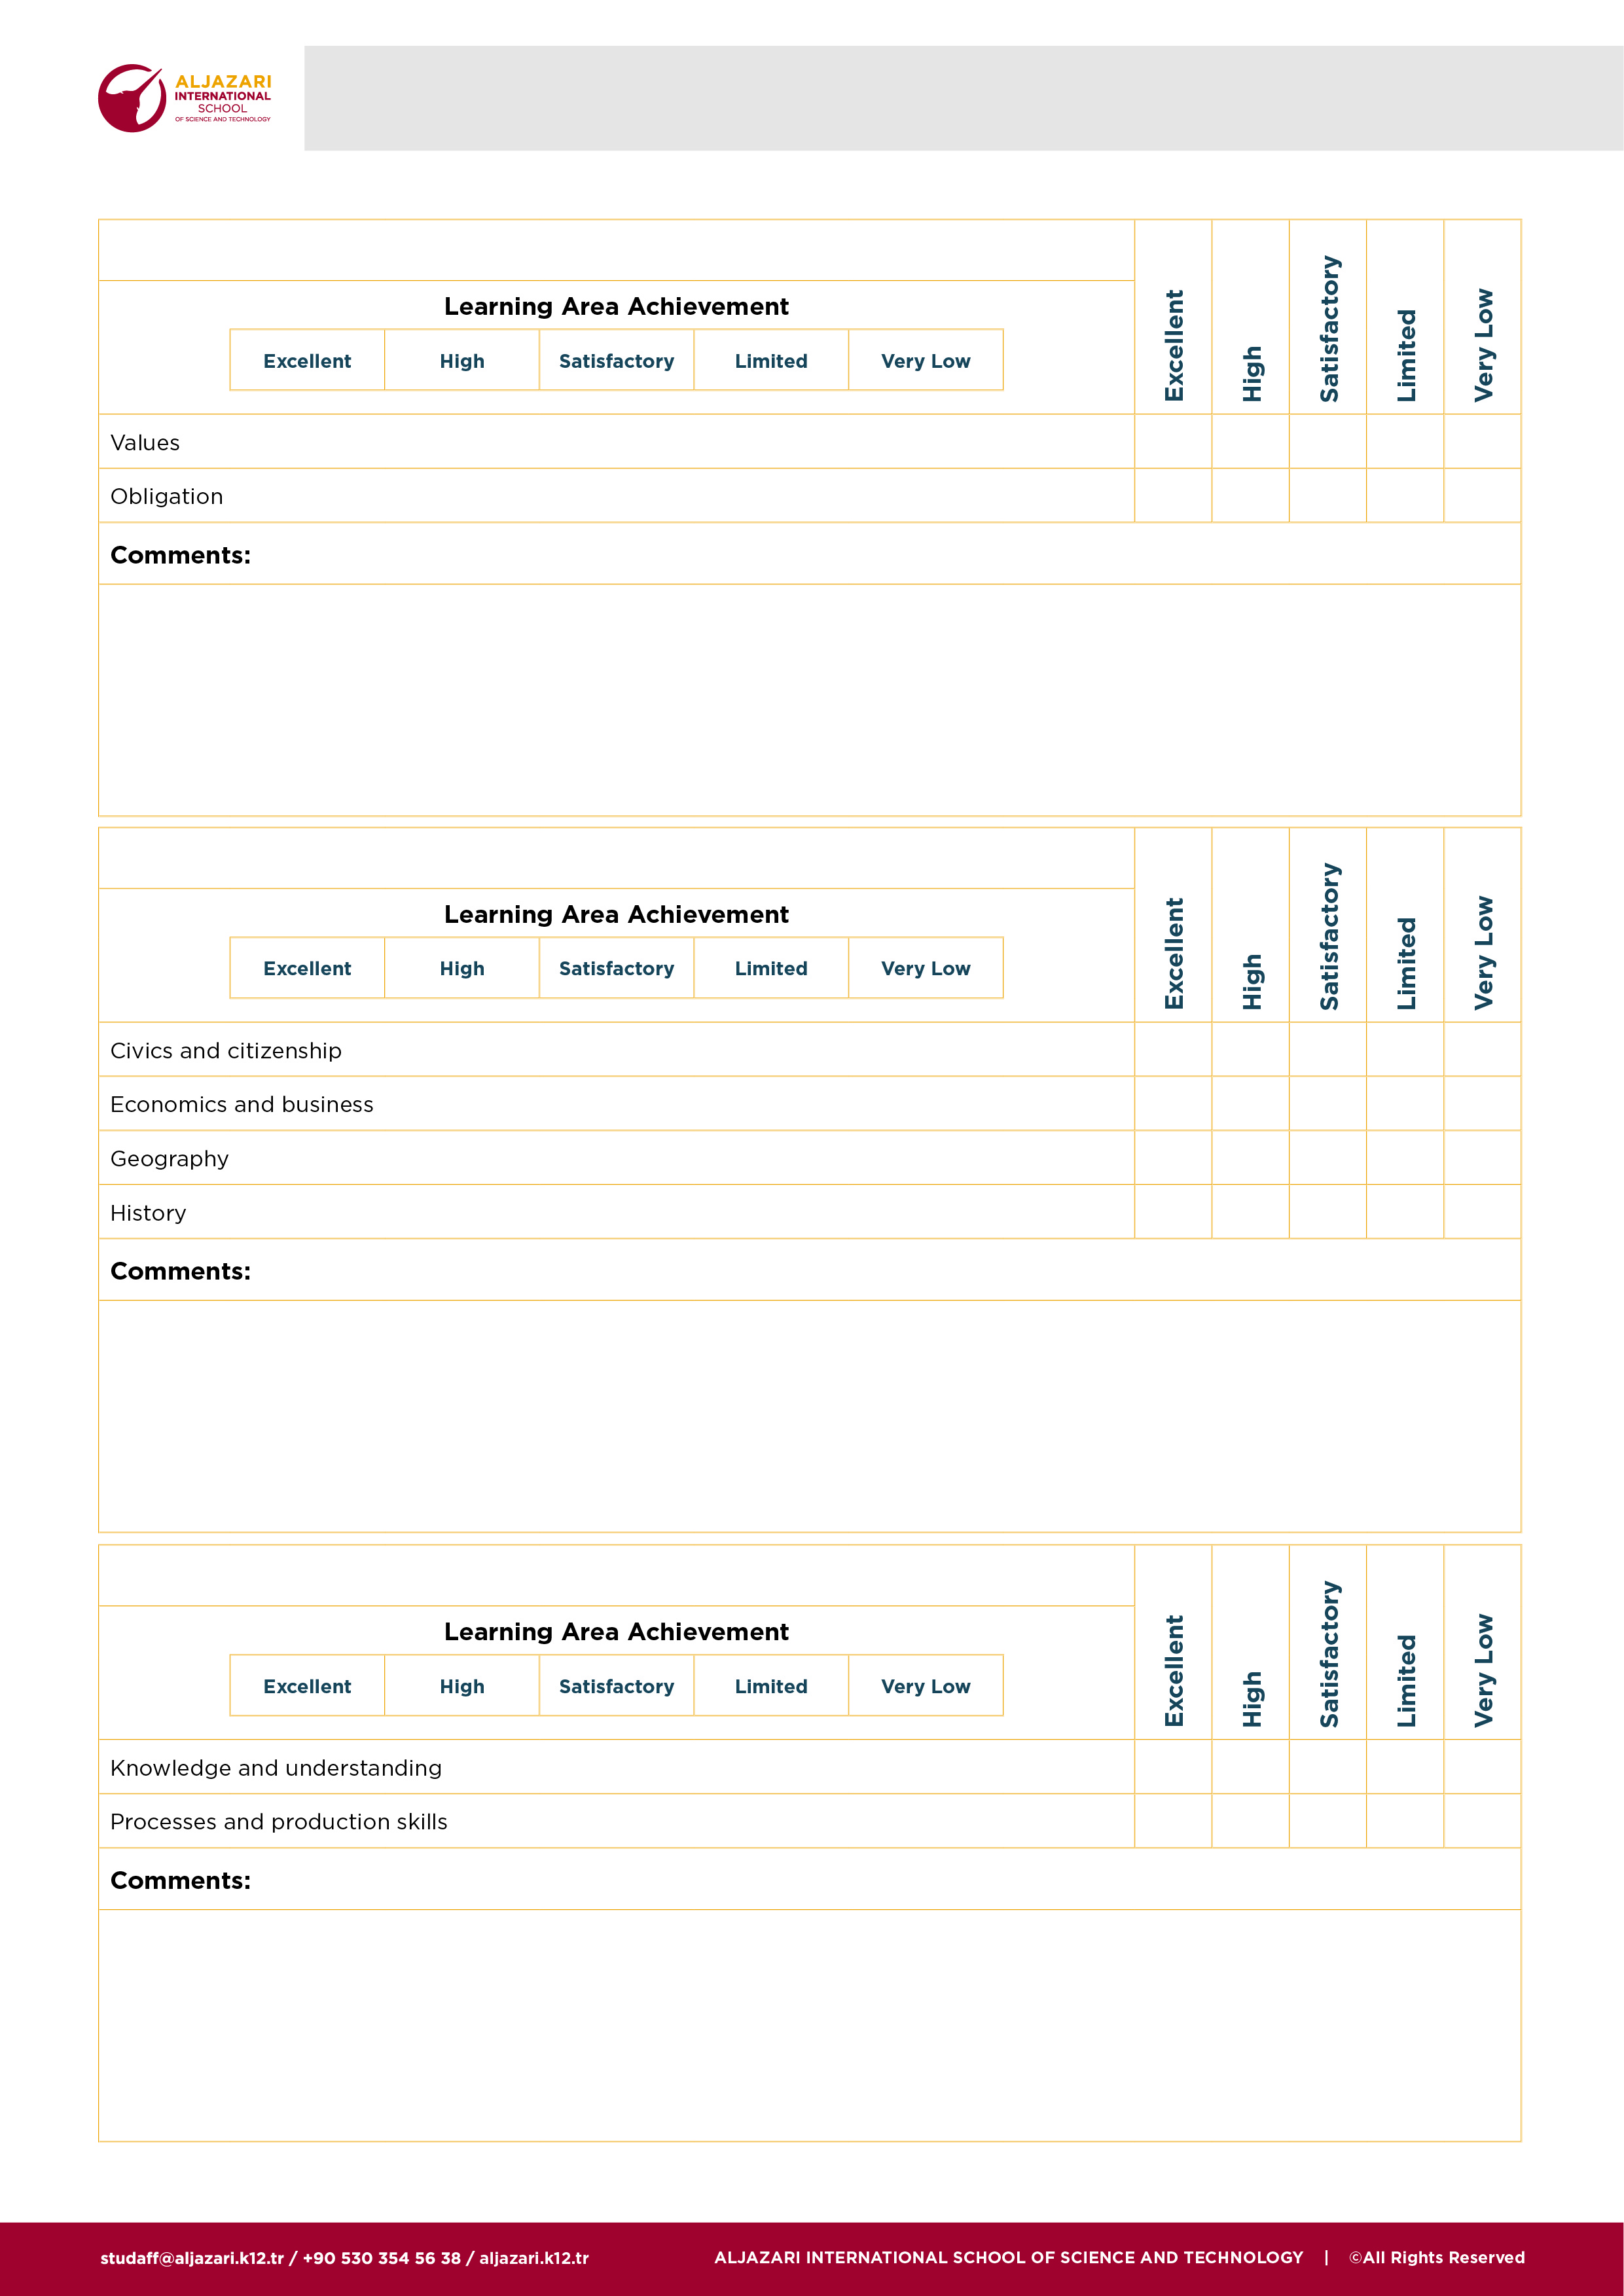 ALJAZARI
INTERNATIONAL
SCHOOL
OF SCIENCE AND TECHNOLOGY
Learning Area Achievement
Excellent High Satisfactory Limited Very Low
Excellent
High
Satisfactory
Limited
Very Low
Values
Obligation
Comments:
Learning Area Achievement
Excellent High Satisfactory Limited Very Low
Excellent
High
Satisfactory
Limited
Very Low
Civics and citizenship
Economics and business
Geography
History
Comments:
Learning Area Achievement
Excellent High Satisfactory Limited Very Low
Excellent
High
Satisfactory
Limited
Very Low
Knowledge and understanding
Processes and production skills
Comments:
studaff@aljazari.k12.tr / +90 530 354 56 38 / aljazari.k12.tr
ALJAZARI INTERNATIONAL SCHOOL OF SCIENCE AND TECHNOLOGY | ©All Rights Reserved